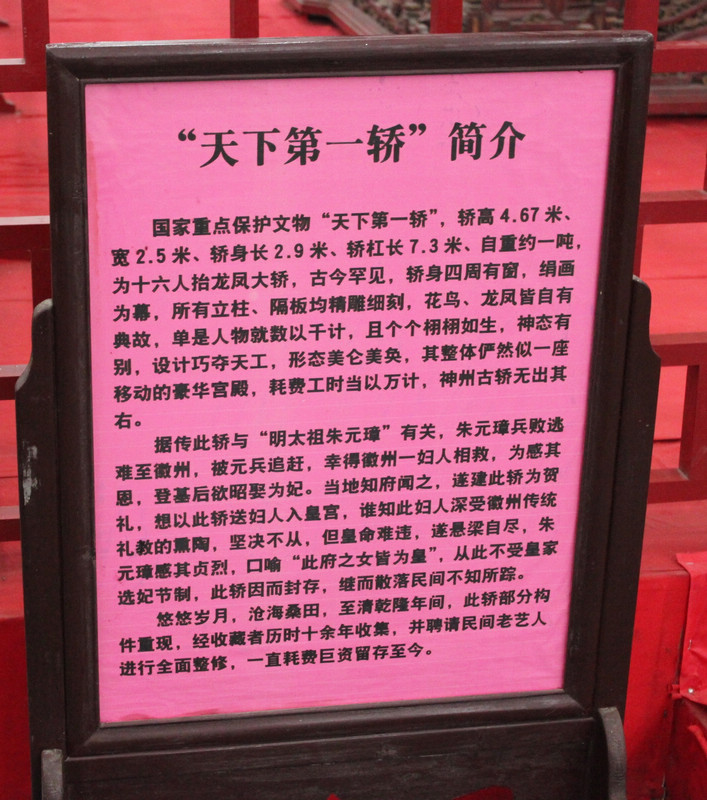 “天下第一轿”简介
国家重点保护文物“天下第一轿”，轿高4.67米、
宽2.5米、轿身长2.9米、轿杠长7.3米、自重约一吨，
为十六人抬龙凤大轿，古今罕见，轿身四周有窗，绢画
为幕，所有立柱、隔板均精雕细刻，花鸟、龙凤皆自有
典故，单是人物就数以千计，且个个栩栩如生，神态有
别，设计巧夺天工，形态美仑美奂，其整体俨然似一座
移动的豪华宫殿，耗费工时当以万计，神州古轿无出其
右。
据传此轿与“明太祖朱元璋”有关，朱元璋兵败逃
难至徽州，被元兵追赶，幸得徽州一妇人相救，为感其
恩，登基后欲昭娶为妃。当地知府闻之，遂建此轿为贺
礼，想以此轿送妇人入皇宫，谁知此妇人深受徽州传统
礼教的熏陶，坚决不从，但皇命难违，遂悬梁自尽，朱
元璋感其贞烈，口喻“此府之女皆为皇”，从此不受皇家
选妃节制，此轿因而封存，继而散落民间不知所踪。
悠悠岁月，沧海桑田，至清乾隆年间，此轿部分构
件重现，经收藏者历时十余年收集，并聘请民间老艺人
进行全面整修，一直耗费巨资留存至今。